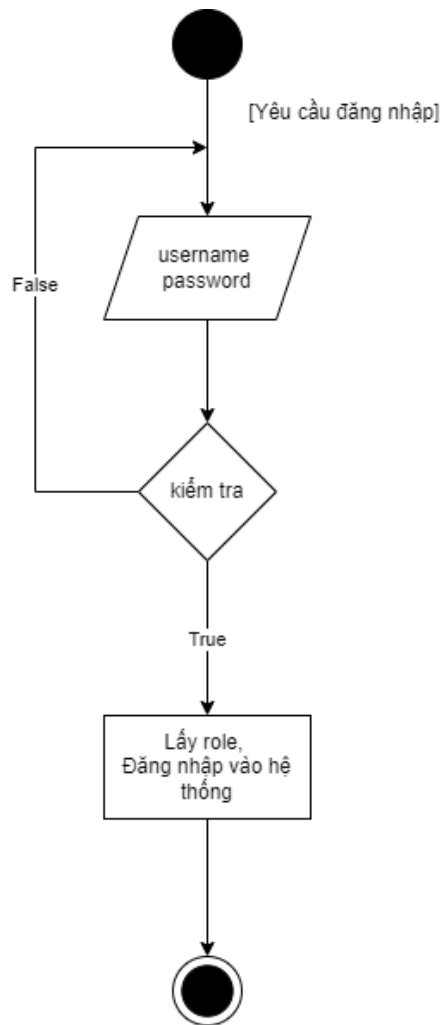 [Yêu cầu đăng nhập]
username
password
False
kiểm tra
True
Lấy role,
Đăng nhập vào hệ
thống